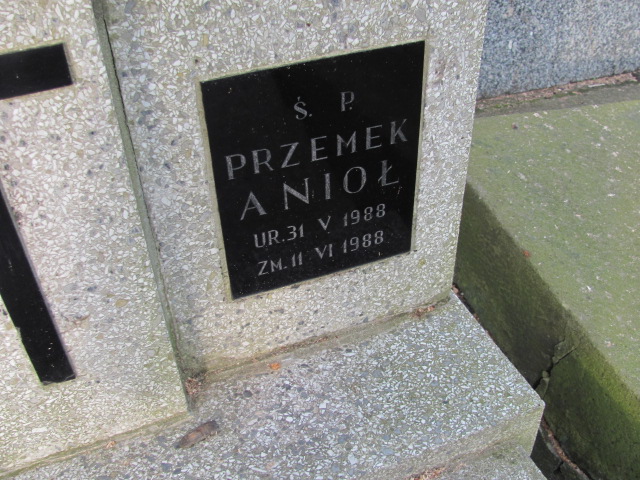 Ś. P.
PRZEMEK
ANIOŁ
UR. 31 V 1988
ZM. 11 VI 1988